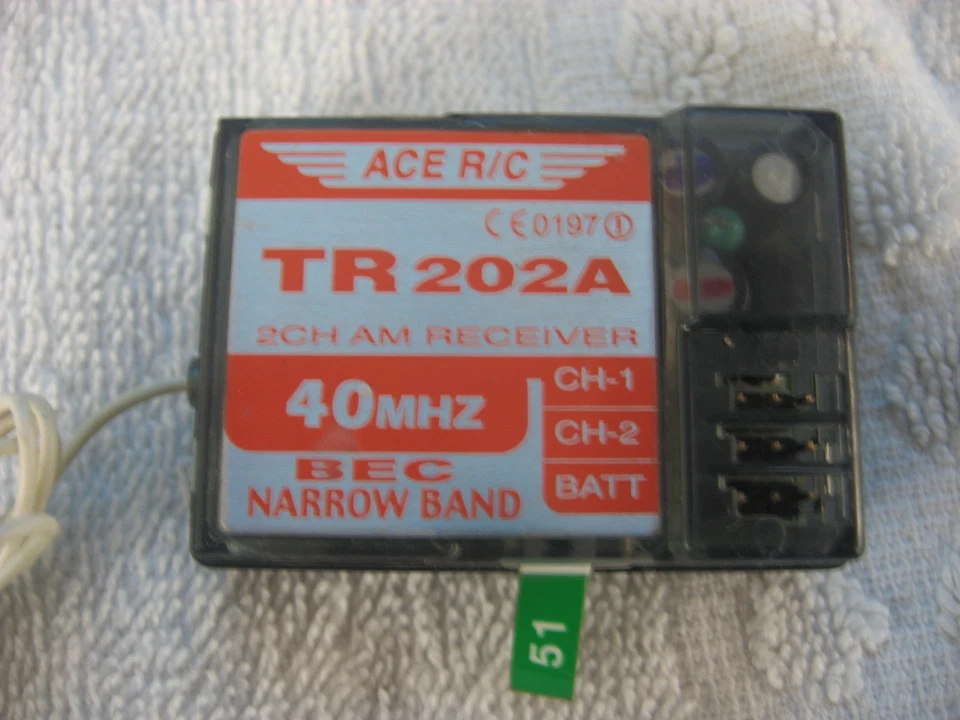 ACE R/C
CE0197!
TR 202A
2CH AM RECEIVER
40MHZ
CH-1
CH-2
BATT
BEC
NARROW BAND
51